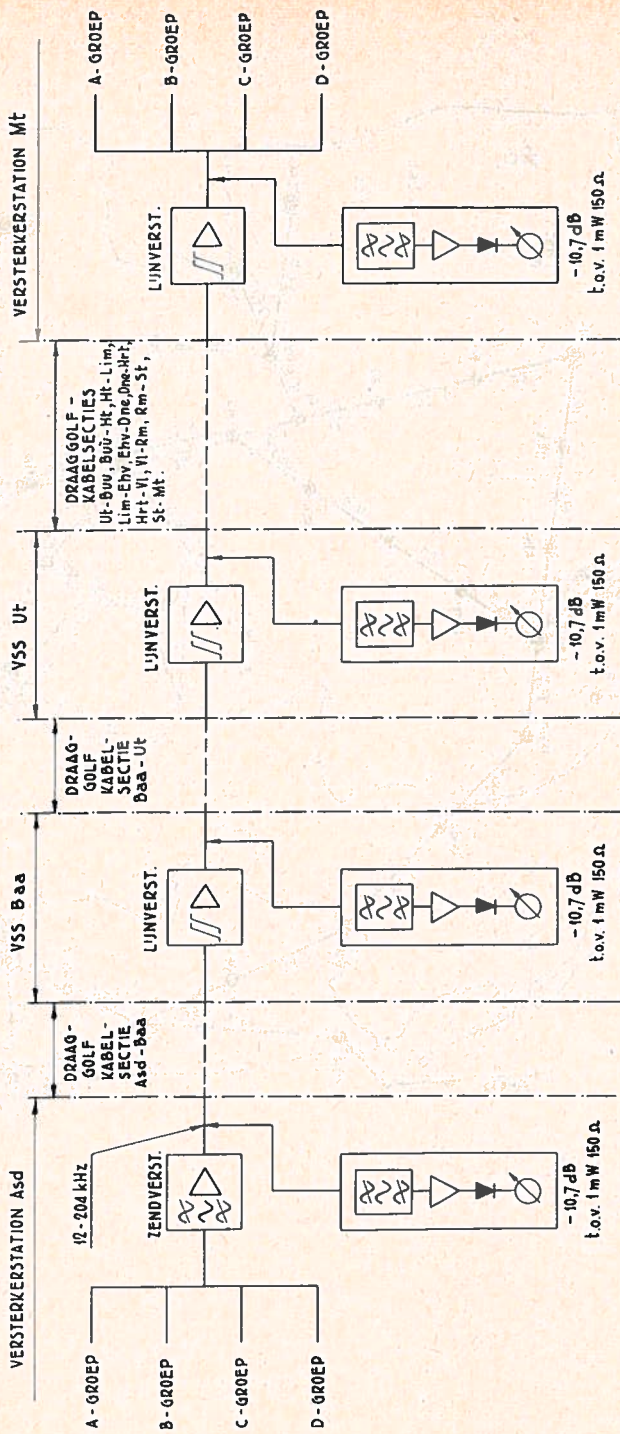 VERSTERKERSTATION Asd
A-GROEP
B-GROEP
C-GROEP
D-GROEP
12-204 kHz
ZENDVERST.
-10,7 dB
t.o.v. 1 mW 150 Ω
DRAAG-
GOLF
KABEL-
SECTIE
Asd-Baa
VSS Baa
LIJNVERST.
-10,7 dB
t.o.v. 1 mW 150 Ω
DRAAG-
GOLF
KABEL-
SECTIE
Baa-Ut
VSS Ut
LIJNVERST.
-10,7 dB
t.o.v. 1 mW 150 Ω
DRAAGGOLF-
KABELSECTIES
Ut-Buv, Buv-Ht, Ht-Lim,
Lim-Ehv, Ehv-Dne, Dne-Hrt,
Hrt-Vl, Vl-Rm, Rm-St,
St-Mt.
VERSTERKERSTATION Mt
LIJNVERST.
A-GROEP
B-GROEP
C-GROEP
D-GROEP
-10,7 dB
t.o.v. 1 mW 150 Ω